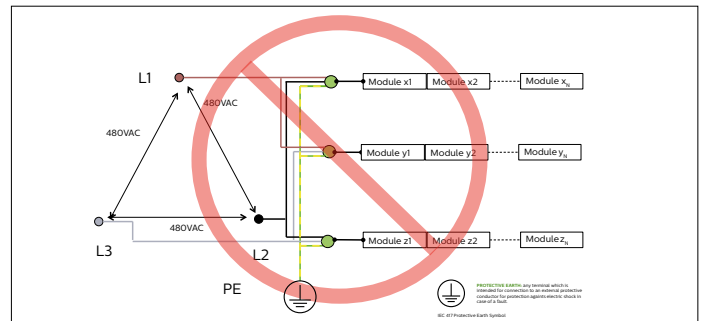 L1
480VAC
480VAC
480VAC
L3
L2
PE
Module x1 Module x2 Module xN
Module y1 Module y2 Module yN
Module z1 Module z2 Module zN
PROTECTIVE EARTH: any terminal which is
intended for connection to an external protective
conductor for protection againts electric shock in
case of a fault.
IEC 417 Protective Earth Symbol